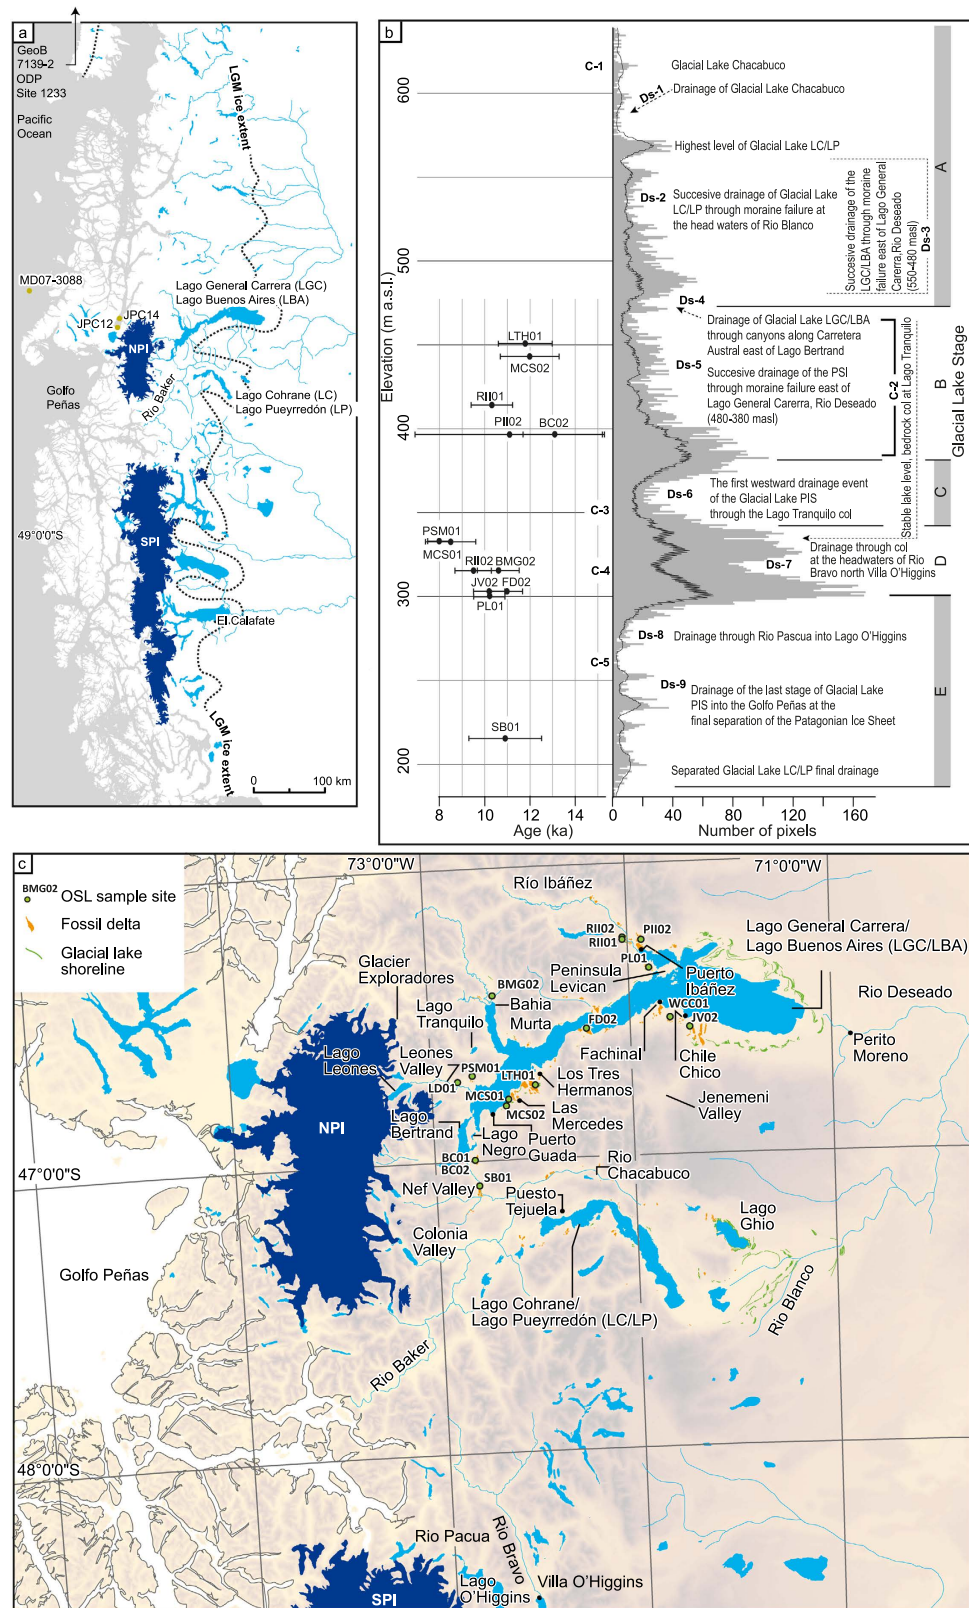 a
GeoB
7139-2
ODP
Site 1233
Pacific
Ocean
LGM ice extent
MD07-3088
JPC14
JPC12
Lago General Carrera (LGC)
Lago Buenos Aires (LBA)
NPI
Golfo
Peñas
Rio Baker
Lago Cohrane (LC)
Lago Pueyrredón (LP)
49°0'0"S
SPI
El Calafate
LGM ice extent
0 100 km
b
Elevation (m a.s.l.)
600
500
400
300
200
LTH01
MCS02
RII01
PII02
BC02
PSM01
MCS01
RII02
BMG02
JV02
FD02
PL01
SB01
8 10 12 14
Age (ka)
C-1
C-3
C-4
C-5
0 40 80 120 160
Number of pixels
Glacial Lake Chacabuco
Ds-1
Drainage of Glacial Lake Chacabuco
Highest level of Glacial Lake LC/LP
Ds-2
Succesive drainage of Glacial Lake
LC/LP through moraine failure at
the head waters of Rio Blanco
Succesive drainage of the
LGC/LBA through moraine
failure east of Lago General
Carerra, Rio Deseado
(550-480 masl)
Ds-3
Ds-4
Drainage of Glacial Lake LGC/LBA
through canyons along Carretera
Austral east of Lago Bertrand
Ds-5
Succesive drainage of the PSI
through moraine failure east of
Lago General Carerra, Rio Deseado
(480-380 masl)
C-2
Stable lake level, bedrock col at Lago Tranquilo
Ds-6
The first westward drainage event
of the Glacial Lake PIS
through the Lago Tranquilo col
Ds-7
Drainage through col
at the headwaters of Rio
Bravo north Villa O'Higgins
Ds-8
Drainage through Rio Pascua into Lago O'Higgins
Ds-9
Drainage of the last stage of Glacial Lake
PIS into the Golfo Peñas at the
final separation of the Patagonian Ice Sheet
Separated Glacial Lake LC/LP final drainage
A
B
C
D
E
Glacial Lake Stage
c
73°0'0"W
71°0'0"W
BMG02 OSL sample site
Fossil delta
Glacial lake
shoreline
Río Ibáñez
RII02
RII01
PII02
PL01
Lago General Carrera/
Lago Buenos Aires (LGC/LBA)
Glacier
Exploradores
Peninsula
Levican
Puerto
Ibáñez
BMG02
Bahia
Murta
Lago
Tranquilo
WCC01
JV02
FD02
Rio Deseado
Perito
Moreno
Fachinal
Chile
Chico
Lago
Leones
Leones
Valley
PSM01
LD01
LTH01
Los Tres
Hermanos
MCS01
MCS02
Las
Mercedes
Jenemeni
Valley
NPI
Lago
Bertrand
Lago
Negro
Puerto
Guada
47°0'0"S
BC01
BC02
SB01
Nef Valley
Rio
Chacabuco
Puesto
Tejuela
Lago
Ghio
Colonia
Valley
Golfo Peñas
Lago Cohrane/
Lago Pueyrredón (LC/LP)
Rio Blanco
Rio Baker
48°0'0"S
Rio Pacua
Rio Bravo
SPI
Lago
O'Higgins
Villa O'Higgins